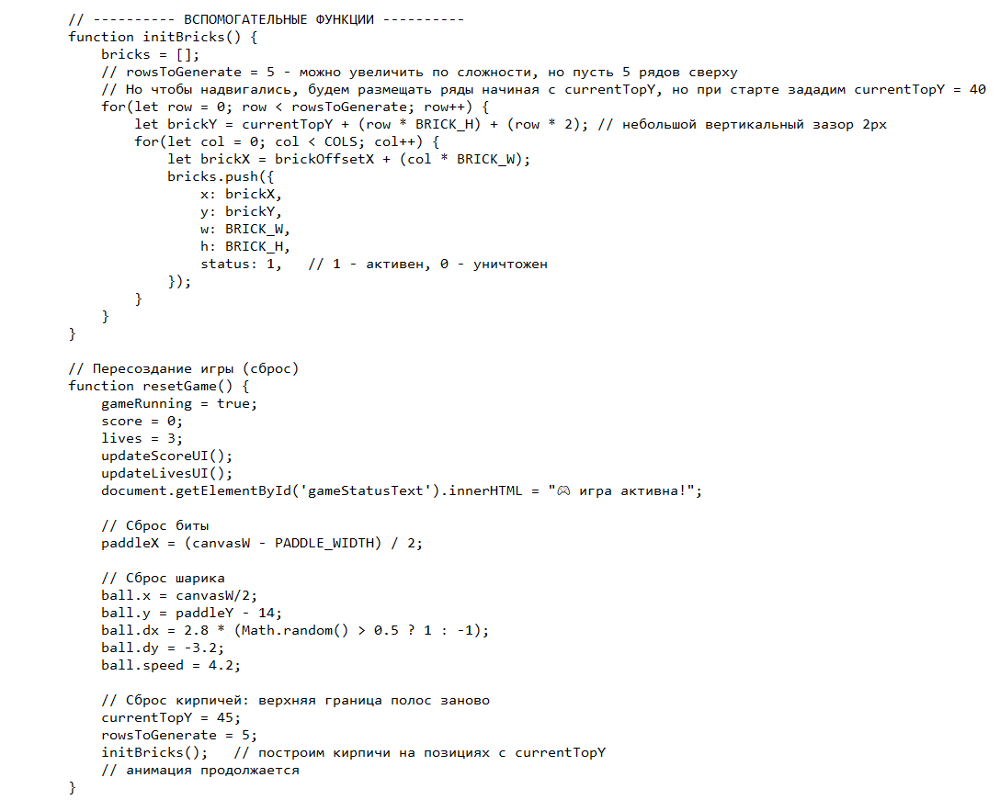 // ---------- ВСПОМОГАТЕЛЬНЫЕ ФУНКЦИИ ----------
function initBricks() {
    bricks = [];
    // rowsToGenerate = 5 - можно увеличить по сложности, но пусть 5 рядов сверху
    // Но чтобы надвигались, будем размещать ряды начиная с currentTopY, но при старте зададим currentTopY = 40
    for(let row = 0; row < rowsToGenerate; row++) {
        let brickY = currentTopY + (row * BRICK_H) + (row * 2); // небольшой вертикальный зазор 2px
        for(let col = 0; col < COLS; col++) {
            let brickX = brickOffsetX + (col * BRICK_W);
            bricks.push({
                x: brickX,
                y: brickY,
                w: BRICK_W,
                h: BRICK_H,
                status: 1,   // 1 - активен, 0 - уничтожен
            });
        }
    }
}

// Пересоздание игры (сброс)
function resetGame() {
    gameRunning = true;
    score = 0;
    lives = 3;
    updateScoreUI();
    updateLivesUI();
    document.getElementById('gameStatusText').innerHTML = "🎮 игра активна!";

    // Сброс биты
    paddleX = (canvasW - PADDLE_WIDTH) / 2;

    // Сброс шарика
    ball.x = canvasW/2;
    ball.y = paddleY - 14;
    ball.dx = 2.8 * (Math.random() > 0.5 ? 1 : -1);
    ball.dy = -3.2;
    ball.speed = 4.2;

    // Сброс кирпичей: верхняя граница полос заново
    currentTopY = 45;
    rowsToGenerate = 5;
    initBricks();   // построим кирпичи на позициях с currentTopY
    // анимация продолжается
}